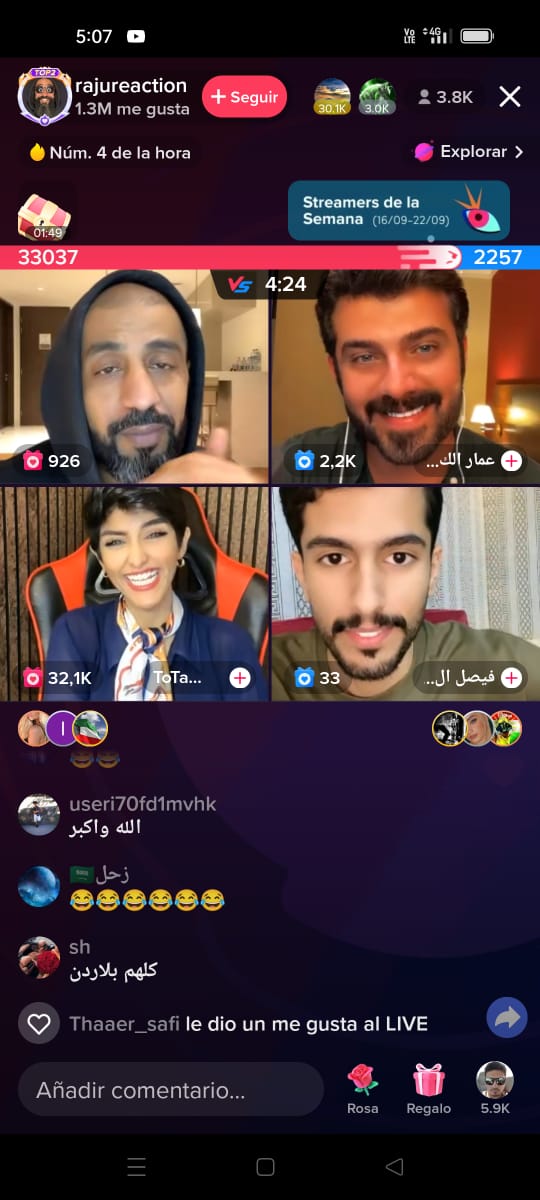 5:07
Vo LTE 4G
TOP2
rajureaction
1.3M me gusta
+ Seguir
30.1K
3.0K
3.8K
Núm. 4 de la hora
Explorar >
01:49
Streamers de la
Semana (16/09-22/09)
33037
2257
VS 4:24
926
2,2K
عمار الك...
32,1K
ToTa...
33
فيصل ال...
I
useri70fd1mvhk
الله واكبر
زحل🇸🇦
😂😂😂😂😂😂
sh
كلهم بلاردن
Thaaer_safi le dio un me gusta al LIVE
Añadir comentario...
Rosa
Regalo
5.9K